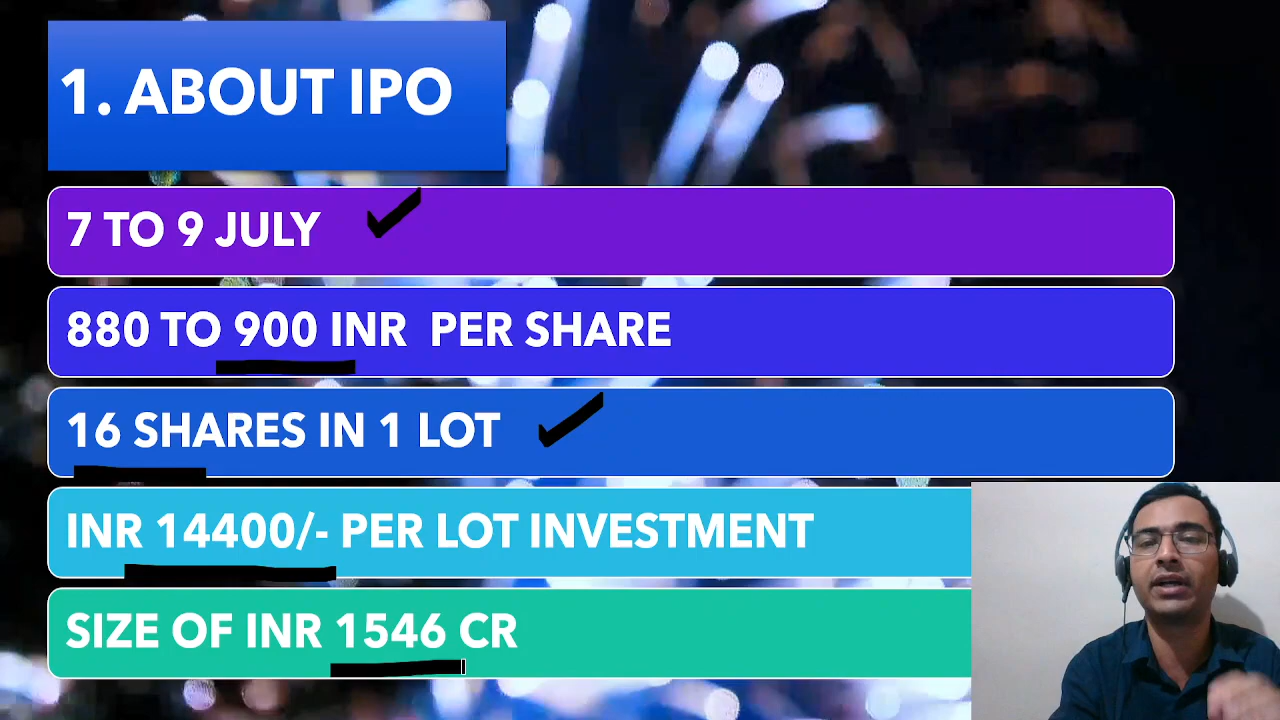 1. ABOUT IPO
7 TO 9 JULY
880 TO 900 INR PER SHARE
16 SHARES IN 1 LOT
INR 14400/- PER LOT INVESTMENT
SIZE OF INR 1546 CR